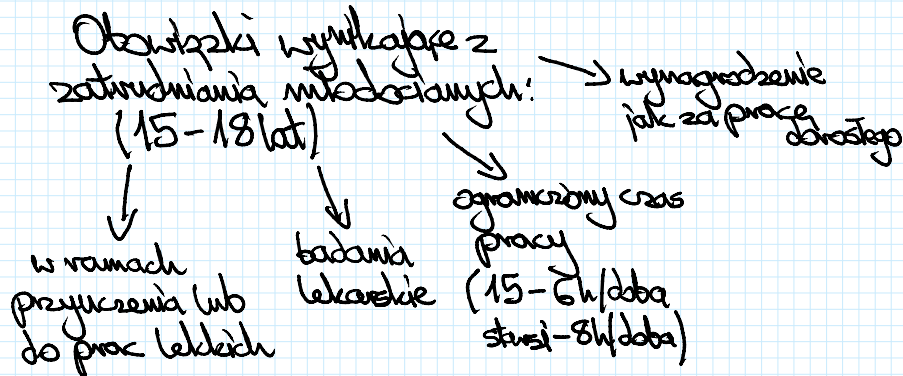 Obowiązki wynikające z
zatrudniania młodocianych:
(15-18 lat)
→ wynagrodzenie
jak za pracę
dorosłego
w ramach
przyuczenia lub
do prac lekkich
badania
lekarskie
ograniczony czas
pracy
(15-6h/doba
starsi-8h/doba)